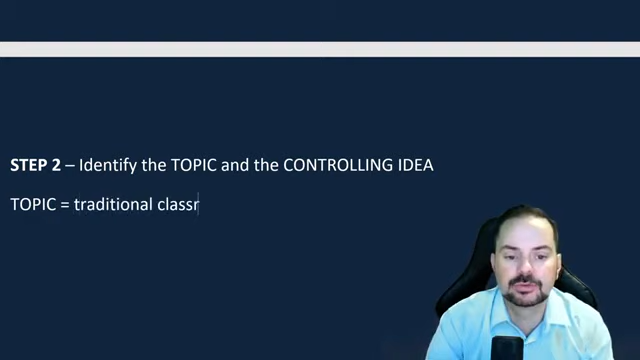 STEP 2 – Identify the TOPIC and the CONTROLLING IDEA
TOPIC = traditional classr